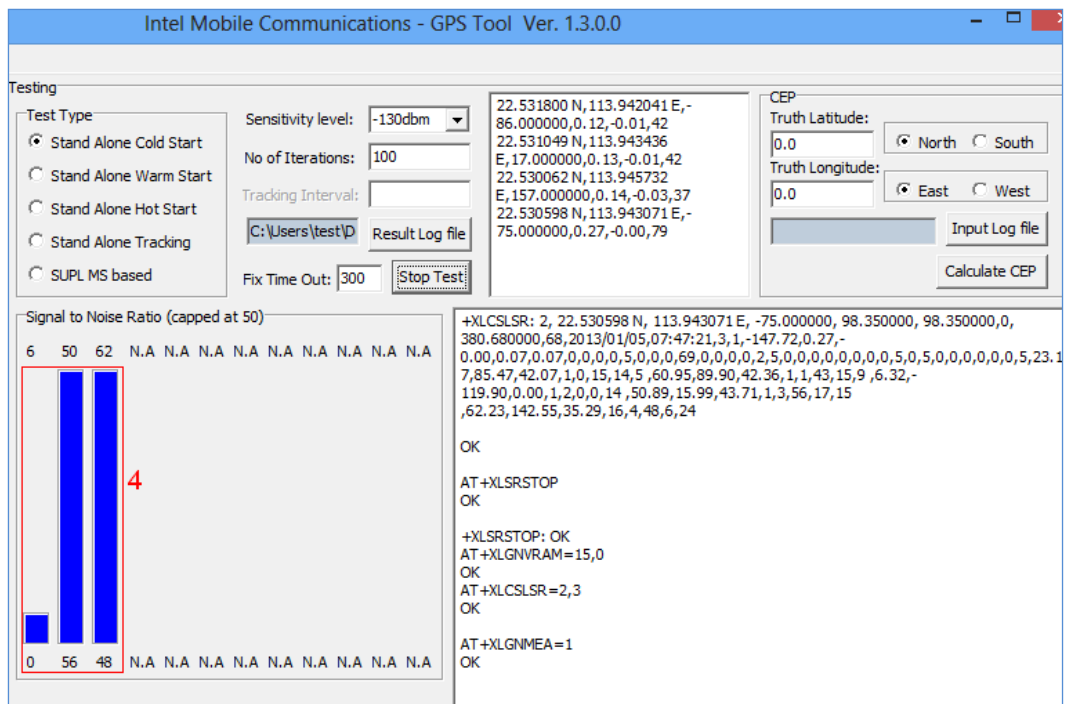 Intel Mobile Communications - GPS Tool Ver. 1.3.0.0
Testing
Test Type
Stand Alone Cold Start
Stand Alone Warm Start
Stand Alone Hot Start
Stand Alone Tracking
SUPL MS based
Sensitivity level: -130dbm
No of Iterations: 100
Tracking Interval:
C:\Users\test\D Result Log file
Fix Time Out: 300 Stop Test
22.531800 N,113.942041 E,-
86.000000,0.12,-0.01,42
22.531049 N,113.943436
E,17.000000,0.13,-0.01,42
22.530062 N,113.945732
E,157.000000,0.14,-0.03,37
22.530598 N,113.943071 E,-
75.000000,0.27,-0.00,79
CEP
Truth Latitude:
0.0 North South
Truth Longitude:
0.0 East West
Input Log file
Calculate CEP
Signal to Noise Ratio (capped at 50)
6 50 62 N.A N.A N.A N.A N.A N.A N.A N.A N.A
4
0 56 48 N.A N.A N.A N.A N.A N.A N.A N.A N.A
+XLCSLSR: 2, 22.530598 N, 113.943071 E, -75.000000, 98.350000, 98.350000,0,
380.680000,68,2013/01/05,07:47:21,3,1,-147.72,0.27,-
0.00,0.07,0.07,0,0,0,0,5,0,0,0,69,0,0,0,0,2,5,0,0,0,0,0,0,0,0,5,0,5,0,0,0,0,0,0,5,23.1
7,85.47,42.07,1,0,15,14,5 ,60.95,89.90,42.36,1,1,43,15,9 ,6.32,-
119.90,0.00,1,2,0,0,14 ,50.89,15.99,43.71,1,3,56,17,15
,62.23,142.55,35.29,16,4,48,6,24
OK
AT+XLSRSTOP
OK
+XLSRSTOP: OK
AT+XLGNVRAM=15,0
OK
AT+XLCSLSR=2,3
OK
AT+XLGNMEA=1
OK